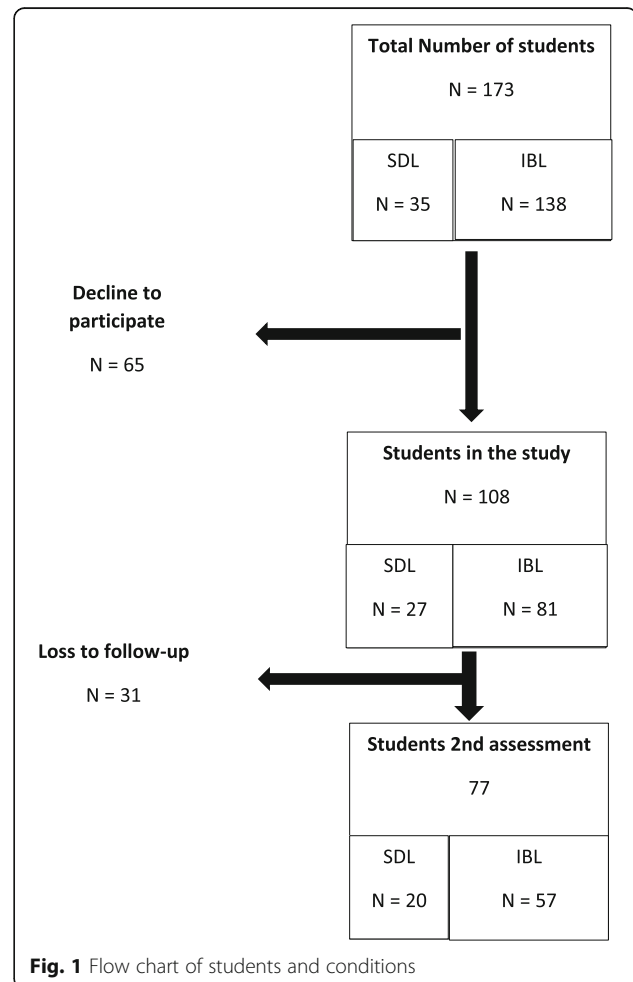 Total Number of students
N = 173
SDL
N = 35
IBL
N = 138
Decline to
participate
N = 65
Students in the study
N = 108
SDL
N = 27
IBL
N = 81
Loss to follow-up
N = 31
Students 2nd assessment
77
SDL
N = 20
IBL
N = 57
Fig. 1 Flow chart of students and conditions